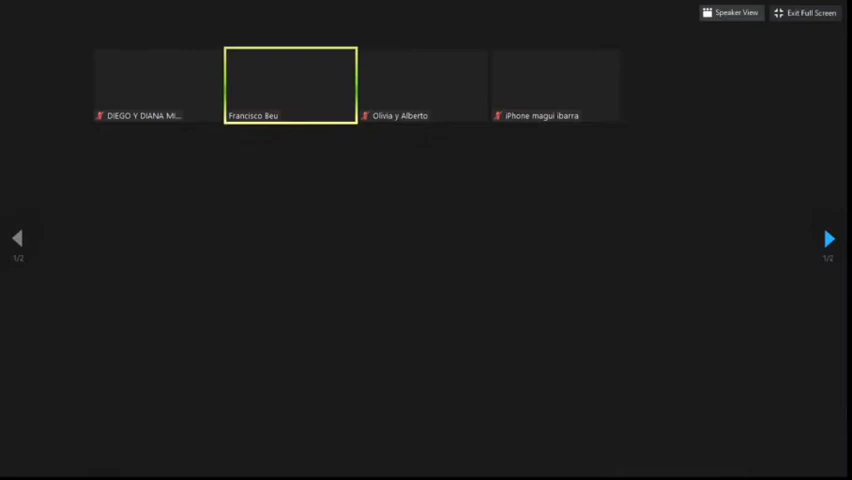 Speaker View
Exit Full Screen
DIEGO Y DIANA MI...
Francisco Beu
Olivia y Alberto
iPhone magui ibarra
1/2
1/2